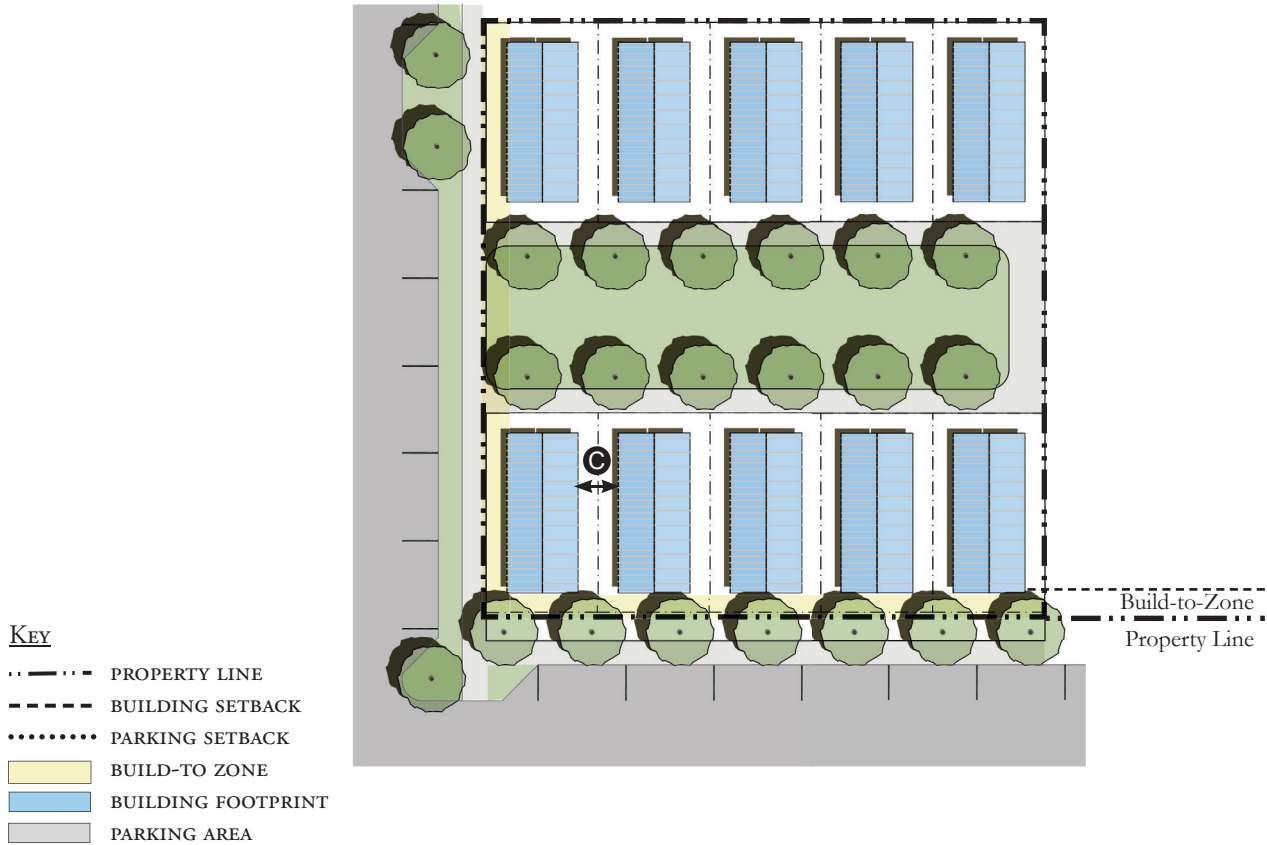 C
Build-to-Zone
Property Line
Key
property line
building setback
parking setback
build-to zone
building footprint
parking area